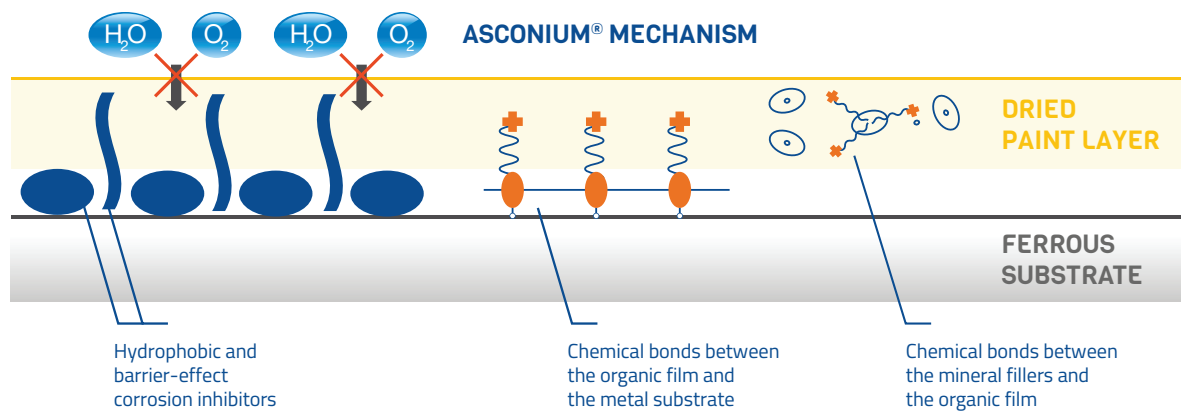 H₂O O₂ H₂O O₂ ASCONIUM® MECHANISM
DRIED
PAINT LAYER
FERROUS
SUBSTRATE
Hydrophobic and
barrier-effect
corrosion inhibitors
Chemical bonds between
the organic film and
the metal substrate
Chemical bonds between
the mineral fillers and
the organic film